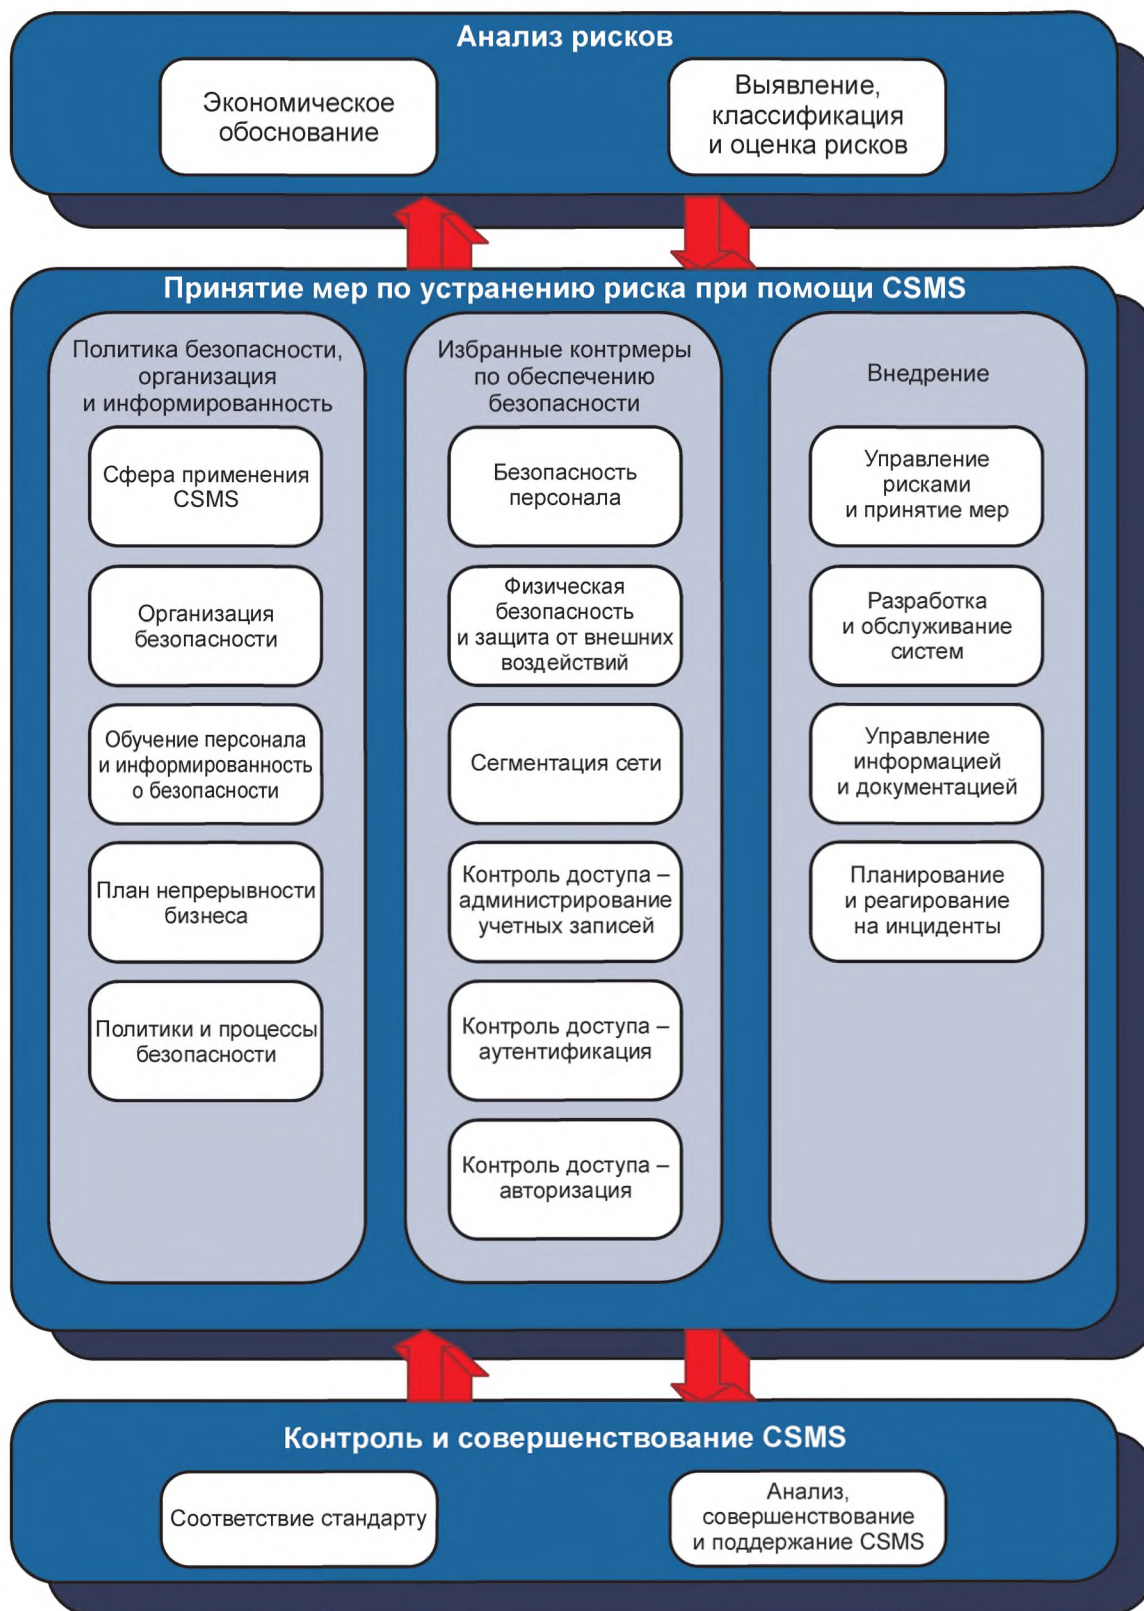 Анализ рисков
Экономическое
обоснование
Выявление,
классификация
и оценка рисков
Принятие мер по устранению риска при помощи CSMS
Политика безопасности,
организация
и информированность
Сфера применения
CSMS
Организация
безопасности
Обучение персонала
и информированность
о безопасности
План непрерывности
бизнеса
Политики и процессы
безопасности
Избранные контрмеры
по обеспечению
безопасности
Безопасность
персонала
Физическая
безопасность
и защита от внешних
воздействий
Сегментация сети
Контроль доступа –
администрирование
учетных записей
Контроль доступа –
аутентификация
Контроль доступа –
авторизация
Внедрение
Управление
рисками
и принятие мер
Разработка
и обслуживание
систем
Управление
информацией
и документацией
Планирование
и реагирование
на инциденты
Контроль и совершенствование CSMS
Соответствие стандарту
Анализ,
совершенствование
и поддержание CSMS